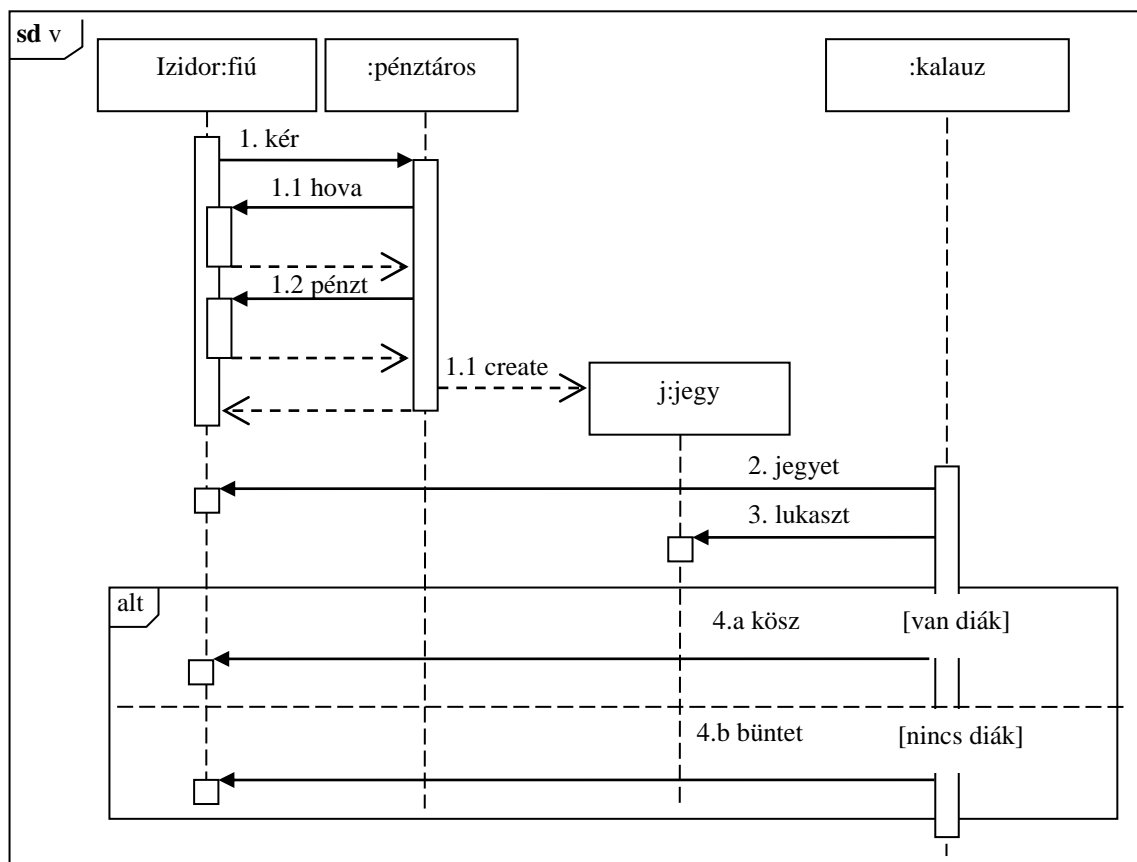 sd v
Izidor:fiú
:pénztáros
:kalauz
1. kér
1.1 hova
1.2 pénzt
1.1 create
j:jegy
2. jegyet
3. lukaszt
alt
4.a kösz
[van diák]
4.b büntet
[nincs diák]